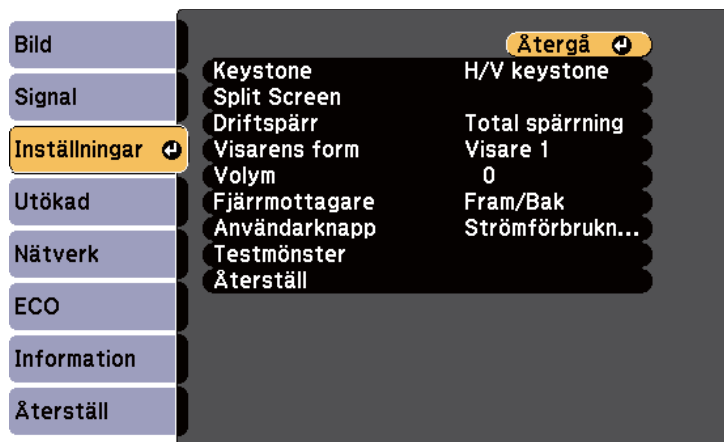 Bild
Signal
Inställningar
Utökad
Nätverk
ECO
Information
Återställ
Återgå
Keystone H/V keystone
Split Screen
Driftspärr Total spärrning
Visarens form Visare 1
Volym 0
Fjärrmottagare Fram/Bak
Användarknapp Strömförbrukn...
Testmönster
Återställ